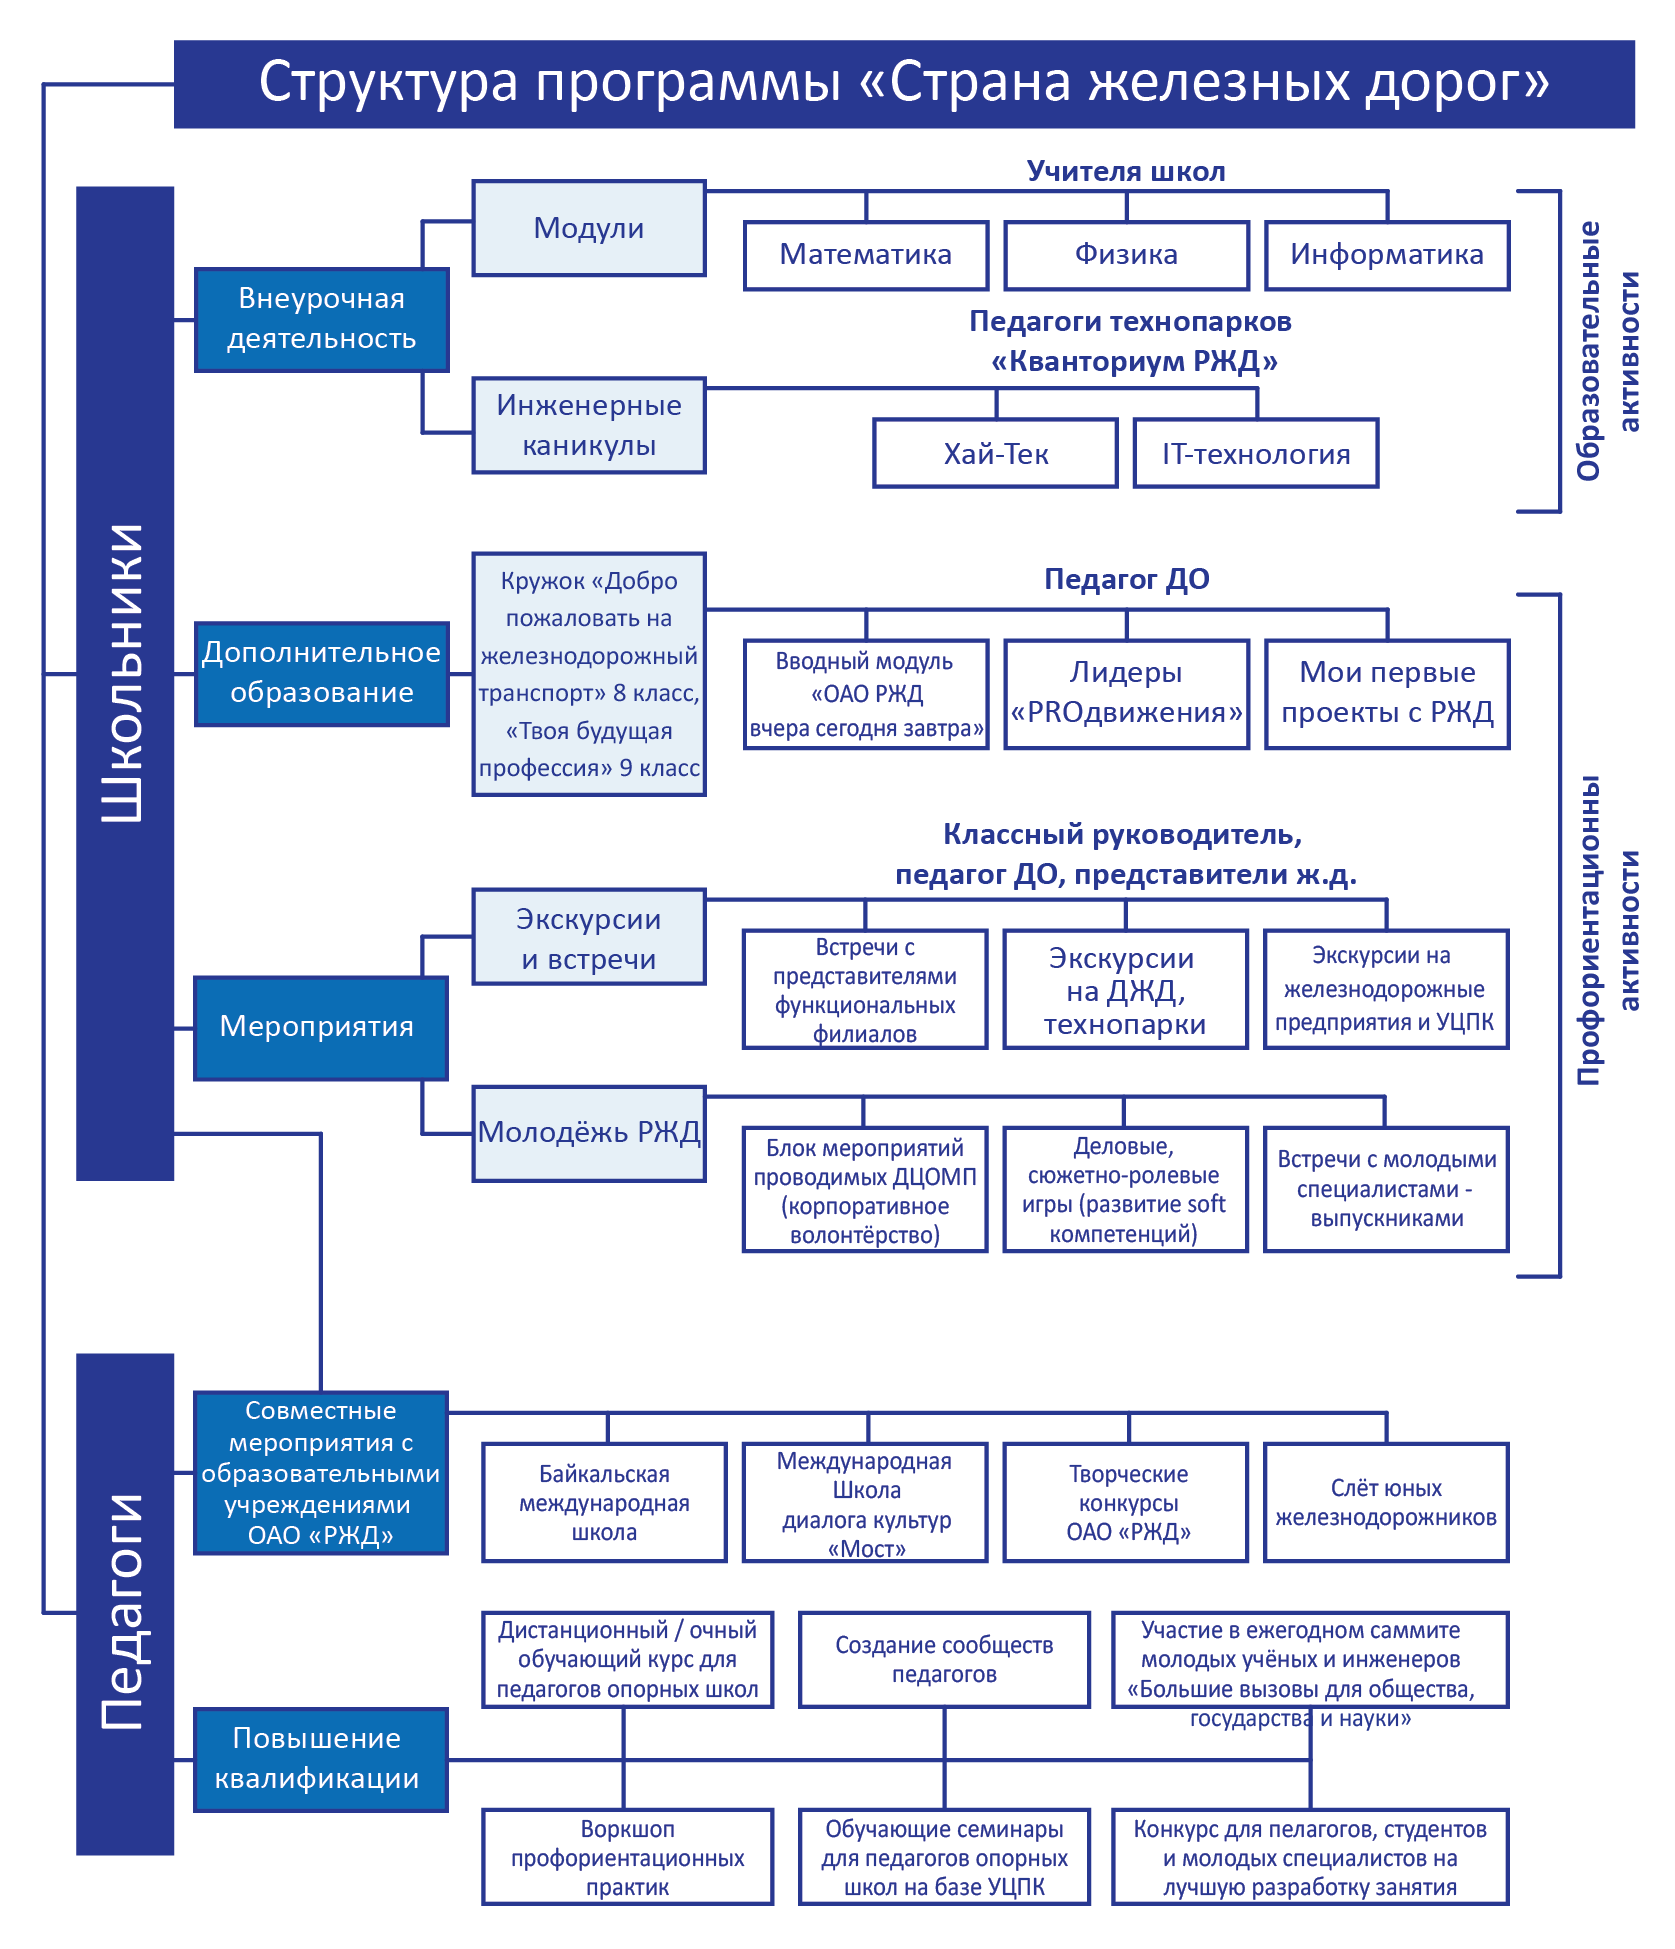 Структура программы «Страна железных дорог»
Школьники
Внеурочная
деятельность
Модули
Учителя школ
Математика
Физика
Информатика
Инженерные
каникулы
Педагоги технопарков
«Кванториум РЖД»
Хай-Тек
IT-технология
Образовательные
активности
Дополнительное
образование
Кружок «Добро
пожаловать на
железнодорожный
транспорт» 8 класс,
«Твоя будущая
профессия» 9 класс
Педагог ДО
Вводный модуль
«ОАО РЖД
вчера сегодня завтра»
Лидеры
«PROдвижения»
Мои первые
проекты с РЖД
Мероприятия
Экскурсии
и встречи
Классный руководитель,
педагог ДО, представители ж.д.
Встречи с
представителями
функциональных
филиалов
Экскурсии
на ДЖД,
технопарки
Экскурсии на
железнодорожные
предприятия и УЦПК
Молодёжь РЖД
Блок мероприятий
проводимых ДЦОМП
(корпоративное
волонтёрство)
Деловые,
сюжетно-ролевые
игры (развитие soft
компетенций)
Встречи с молодыми
специалистами -
выпускниками
Профориентационны
активности
Педагоги
Совместные
мероприятия с
образовательными
учреждениями
ОАО «РЖД»
Байкальская
международная
школа
Международная
Школа
диалога культур
«Мост»
Творческие
конкурсы
ОАО «РЖД»
Слёт юных
железнодорожников
Повышение
квалификации
Дистанционный / очный
обучающий курс для
педагогов опорных школ
Создание сообществ
педагогов
Участие в ежегодном саммите
молодых учёных и инженеров
«Большие вызовы для общества,
государства и науки»
Воркшоп
профориентационных
практик
Обучающие семинары
для педагогов опорных
школ на базе УЦПК
Конкурс для пелагогов, студентов
и молодых специалистов на
лучшую разработку занятия